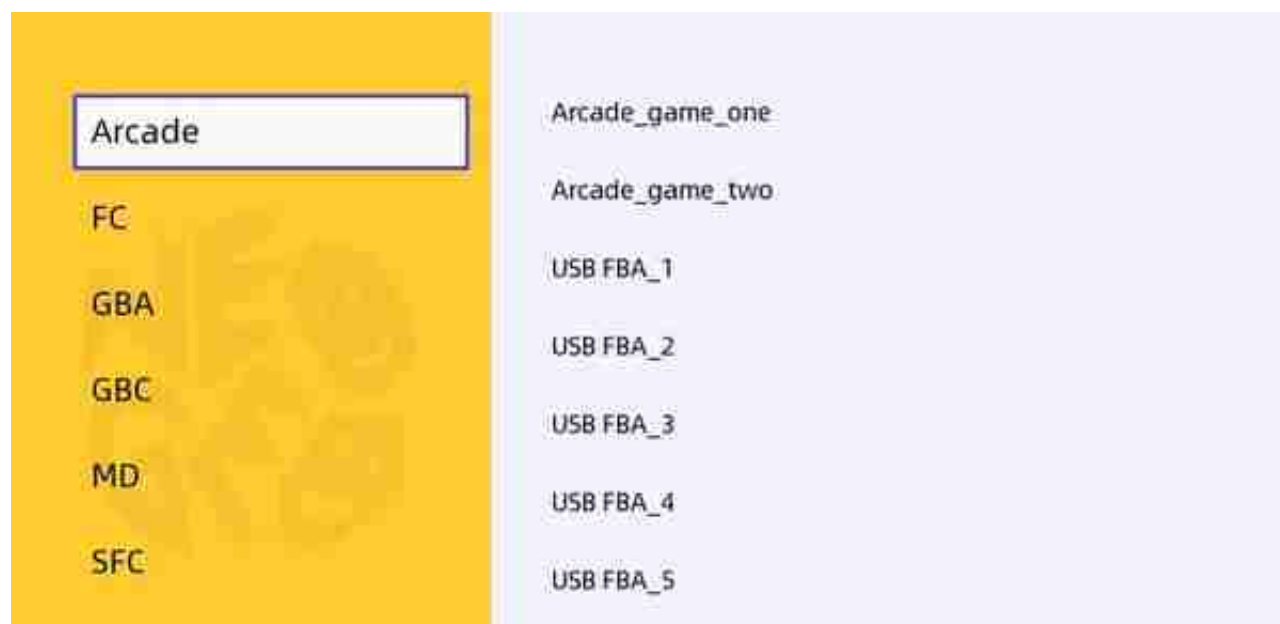 Arcade
FC
GBA
GBC
MD
SFC
Arcade_game_one
Arcade_game_two
USB FBA_1
USB FBA_2
USB FBA_3
USB FBA_4
USB FBA_5